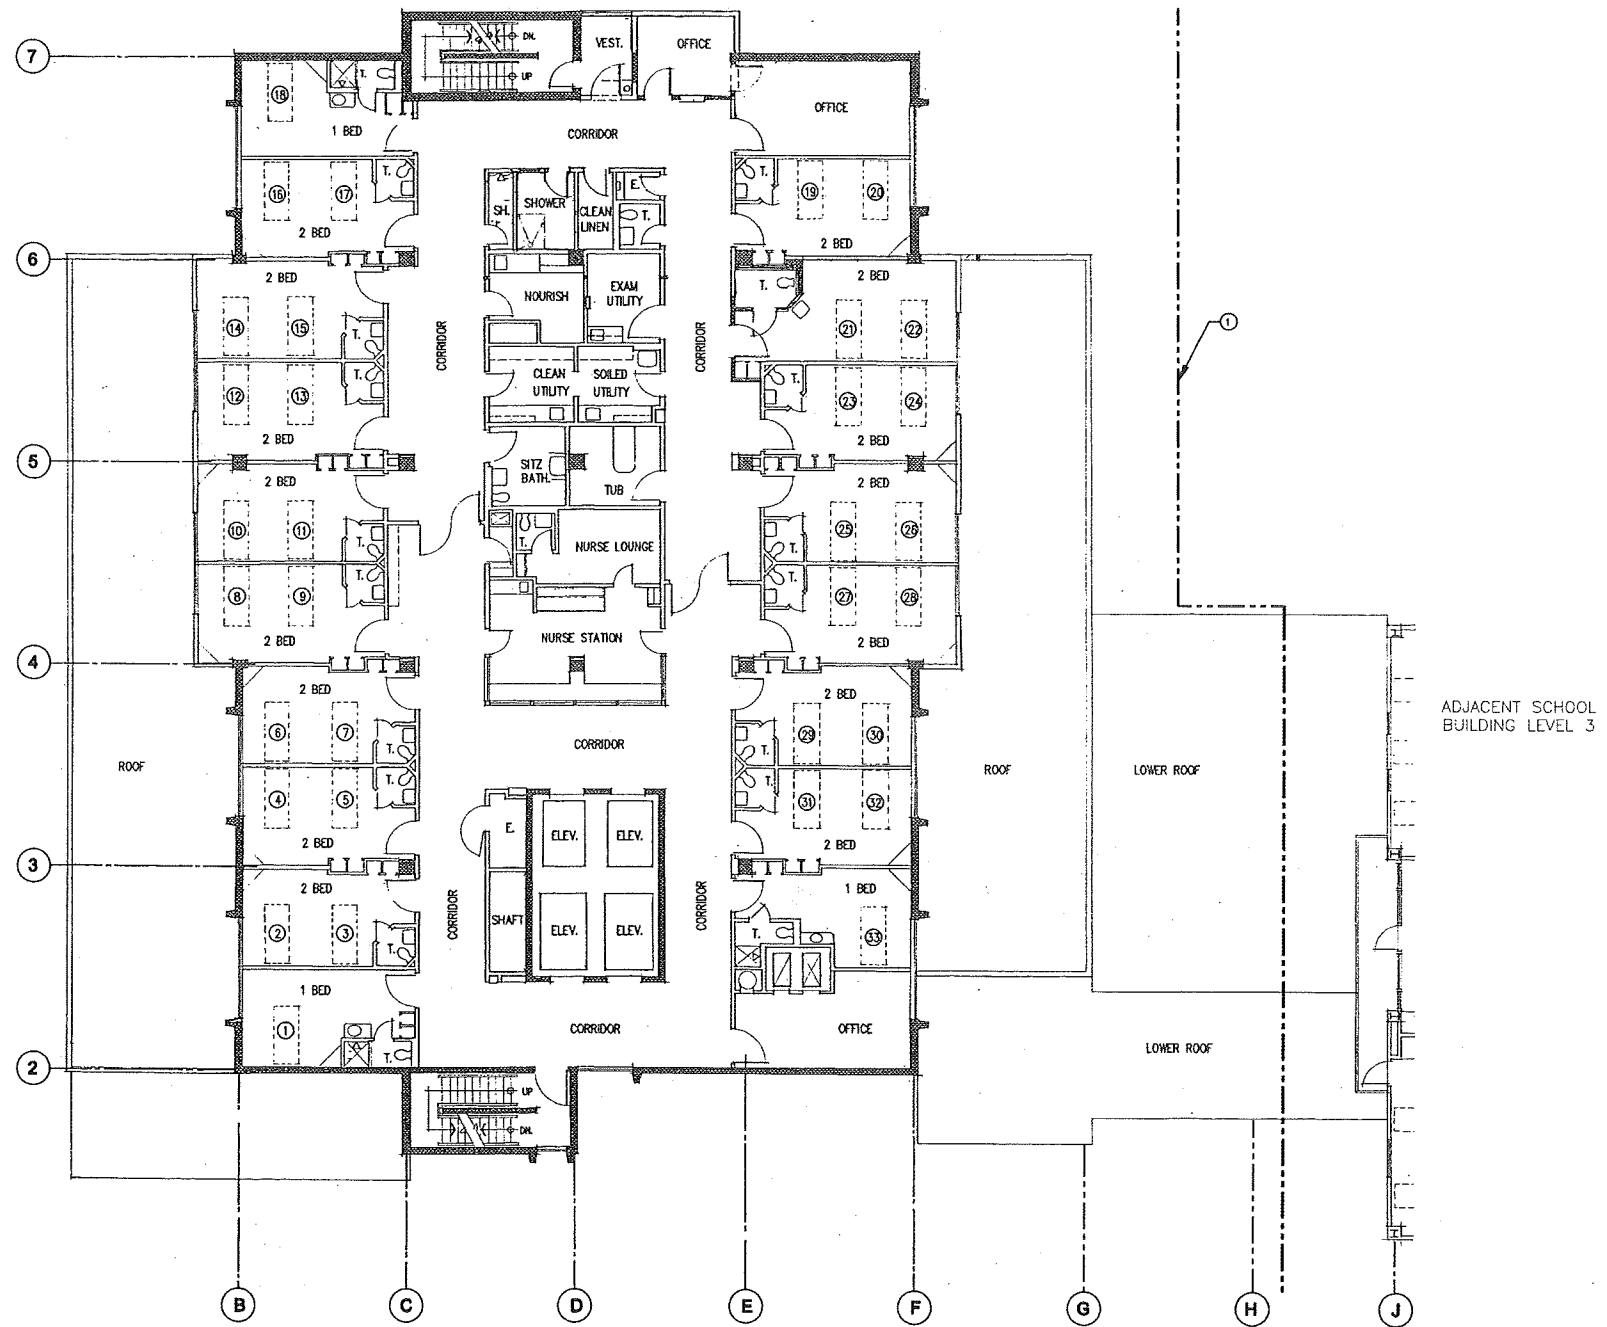 DN.
VEST.
OFFICE
7
UP
T.
18
OFFICE
1 BED
CORRIDOR
T.
E.
T.
16
17
SH.
SHOWER
CLEAN
LINEN
T.
19
20
2 BED
2 BED
6
2 BED
2 BED
T.
NOURISH
EXAM
UTILITY
14
15
T.
CORRIDOR
CORRIDOR
21
22
1
T.
CLEAN
UTILITY
SOILED
UTILITY
T.
12
13
23
24
2 BED
2 BED
5
SITZ
BATH.
2 BED
2 BED
TUB
10
11
T.
T.
NURSE LOUNGE
25
26
T.
T.
T.
8
9
27
28
2 BED
NURSE STATION
2 BED
4
2 BED
2 BED
ADJACENT SCHOOL
BUILDING LEVEL 3
6
7
T.
CORRIDOR
T.
29
30
ROOF
ROOF
LOWER ROOF
T.
T.
4
5
31
32
E.
ELEV.
ELEV.
2 BED
2 BED
3
2 BED
1 BED
CORRIDOR
CORRIDOR
SHAFT
ELEV.
ELEV.
2
3
T.
T.
33
1 BED
1
CORRIDOR
OFFICE
LOWER ROOF
T.
2
UP
DN.
B
C
D
E
F
G
H
J